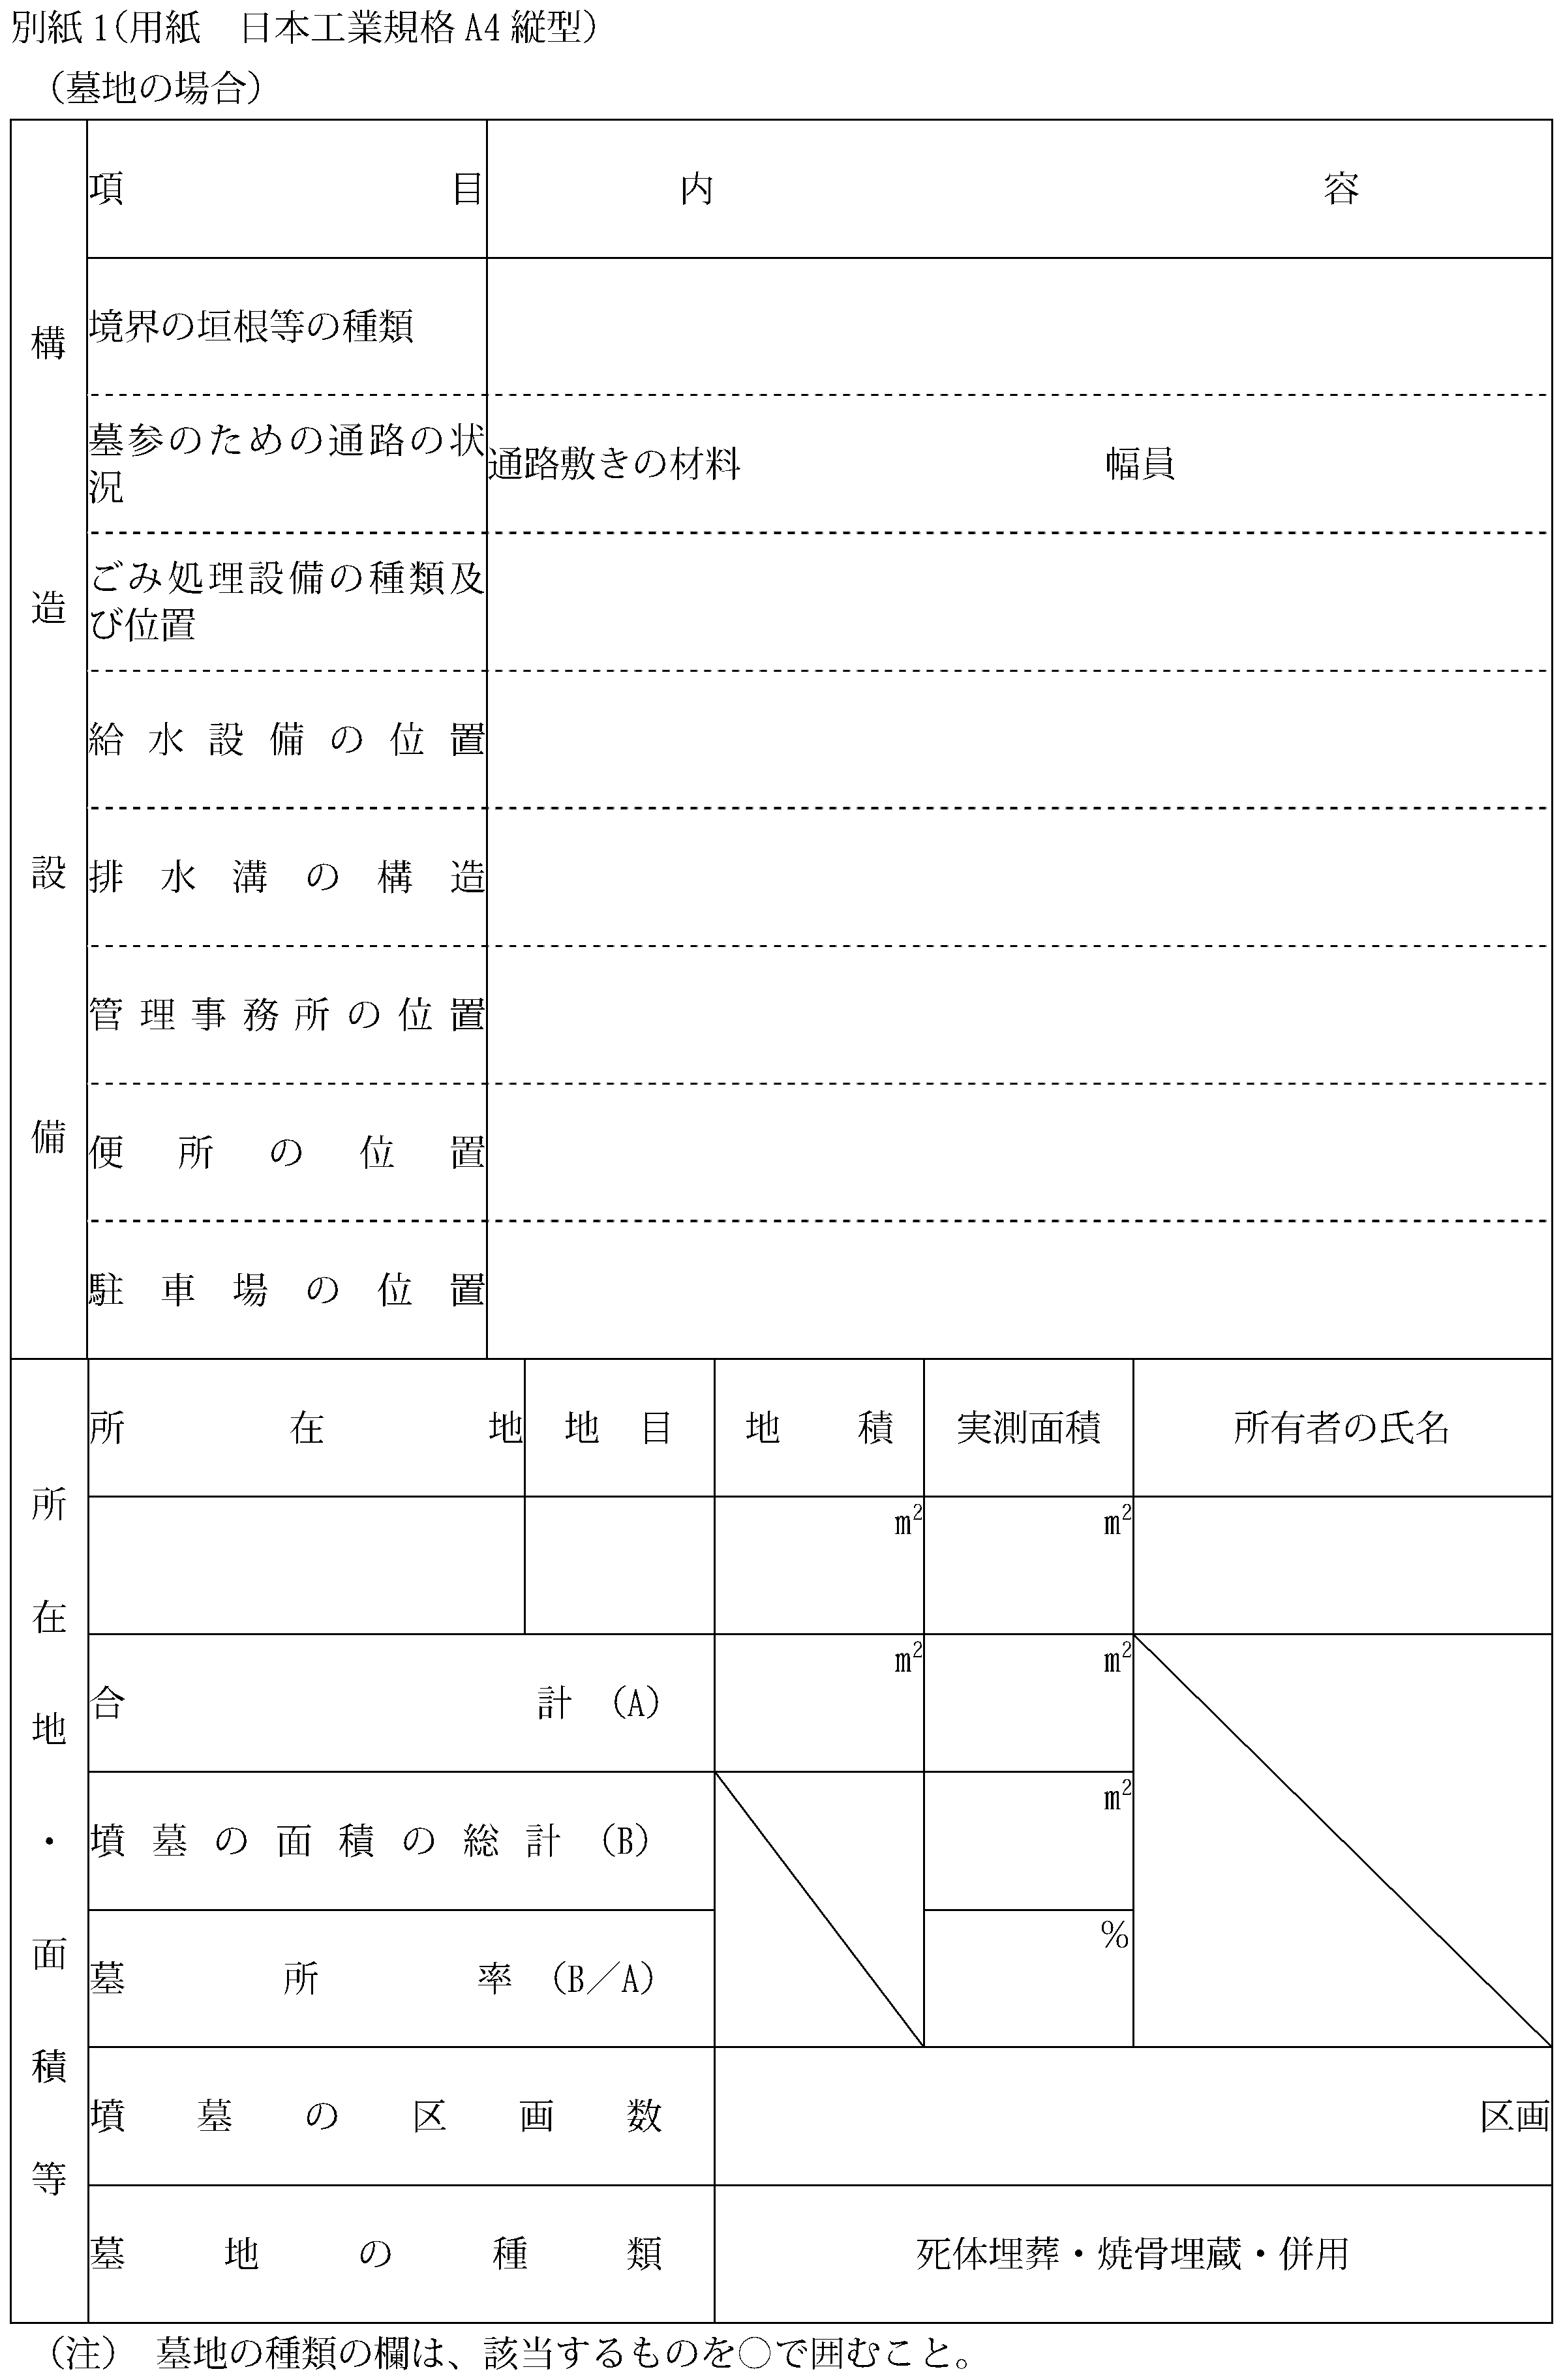 別紙1(用紙　日本工業規格A4縦型)
(墓地の場合)
構造設備
項目
内容
境界の垣根等の種類
墓参のための通路の状
況
通路敷きの材料　幅員
ごみ処理設備の種類及
び位置
給水設備の位置
排水溝の構造
管理事務所の位置
便所の位置
駐車場の位置
所在地・面積等
所在地
地目
地積
実測面積
所有者の氏名
m²
m²
合計(A)
m²
m²
墳墓の面積の総計(B)
m²
墓所率(B／A)
%
墳墓の区画数
区画
墓地の種類
死体埋葬・焼骨埋蔵・併用
(注)　墓地の種類の欄は、該当するものを○で囲むこと。